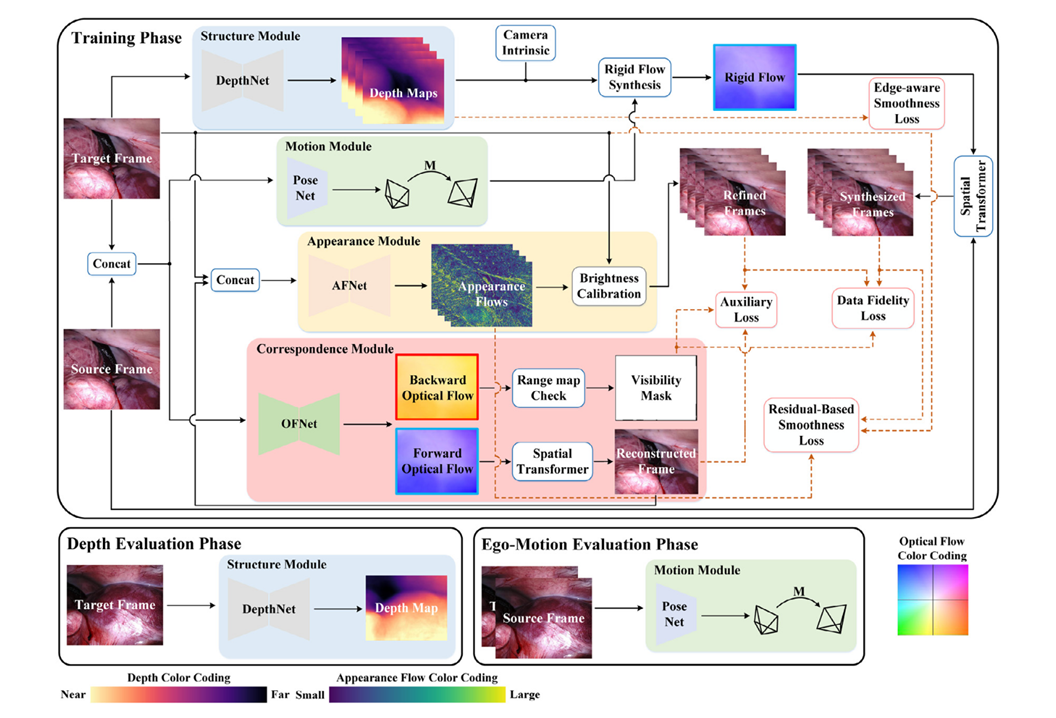 Training Phase
Structure Module
DepthNet
Depth Maps
Camera
Intrinsic
Rigid Flow
Synthesis
Rigid Flow
Edge-aware
Smoothness
Loss
Target Frame
Motion Module
Pose
Net
M
Refined
Frames
Synthesized
Frames
Spatial
Transformer
Concat
Appearance Module
Concat
AFNet
Appearance
Flows
Brightness
Calibration
Auxiliary
Loss
Data Fidelity
Loss
Source Frame
Correspondence Module
OFNet
Backward
Optical Flow
Range map
Check
Visibility
Mask
Forward
Optical Flow
Spatial
Transformer
Reconstructed
Frame
Residual-Based
Smoothness
Loss
Depth Evaluation Phase
Structure Module
Target Frame
DepthNet
Depth Map
Ego-Motion Evaluation Phase
Motion Module
T
Source Frame
Pose
Net
M
Optical Flow
Color Coding
Depth Color Coding
Near
Far
Appearance Flow Color Coding
Small
Large